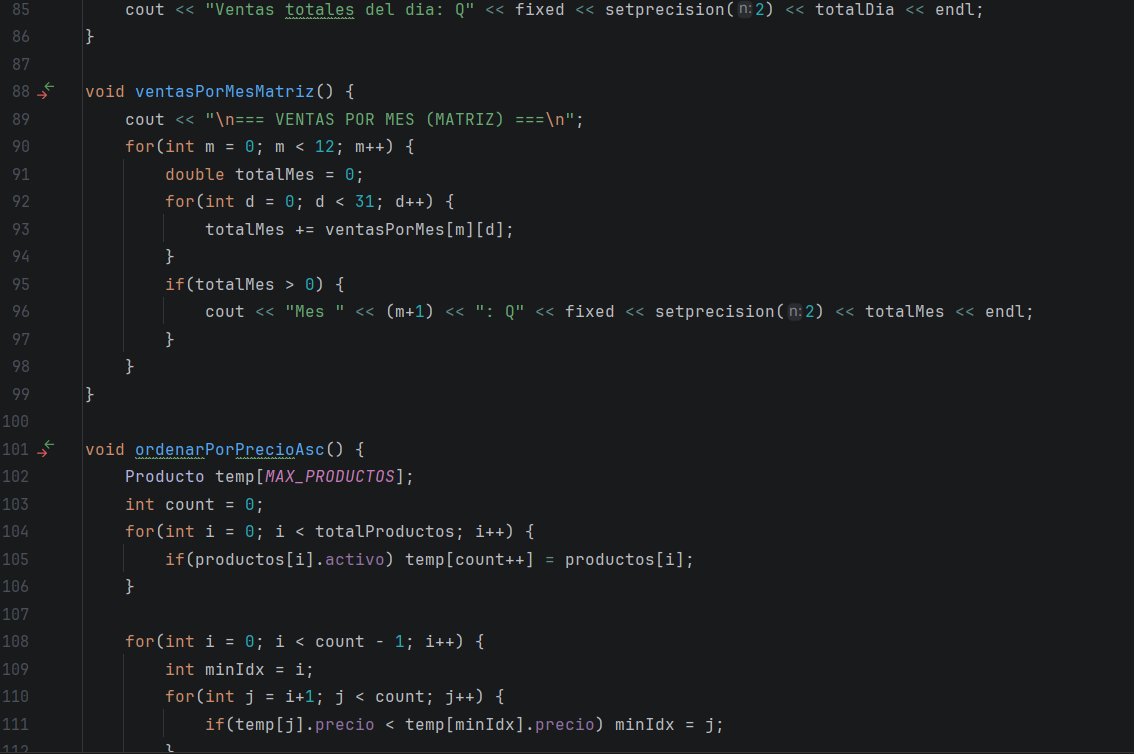 85 cout << "Ventas totales del dia: Q" << fixed << setprecision(n:2) << totalDia << endl;
86 }
87
88 void ventasPorMesMatriz() {
89 cout << "\n=== VENTAS POR MES (MATRIZ) ===\n";
90 for(int m = 0; m < 12; m++) {
91 double totalMes = 0;
92 for(int d = 0; d < 31; d++) {
93 totalMes += ventasPorMes[m][d];
94 }
95 if(totalMes > 0) {
96 cout << "Mes " << (m+1) << ": Q" << fixed << setprecision(n:2) << totalMes << endl;
97 }
98 }
99 }
100
101 void ordenarPorPrecioAsc() {
102 Producto temp[MAX_PRODUCTOS];
103 int count = 0;
104 for(int i = 0; i < totalProductos; i++) {
105 if(productos[i].activo) temp[count++] = productos[i];
106 }
107
108 for(int i = 0; i < count - 1; i++) {
109 int minIdx = i;
110 for(int j = i+1; j < count; j++) {
111 if(temp[j].precio < temp[minIdx].precio) minIdx = j;
112 }